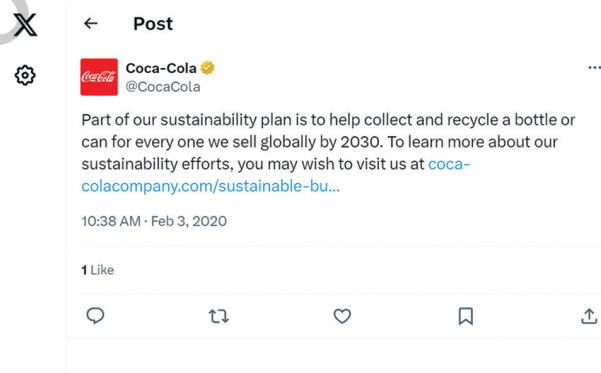 X
Post
Coca-Cola
Coca-Cola
@CocaCola
Part of our sustainability plan is to help collect and recycle a bottle or
can for every one we sell globally by 2030. To learn more about our
sustainability efforts, you may wish to visit us at coca-
colacompany.com/sustainable-bu...
10:38 AM · Feb 3, 2020
1 Like